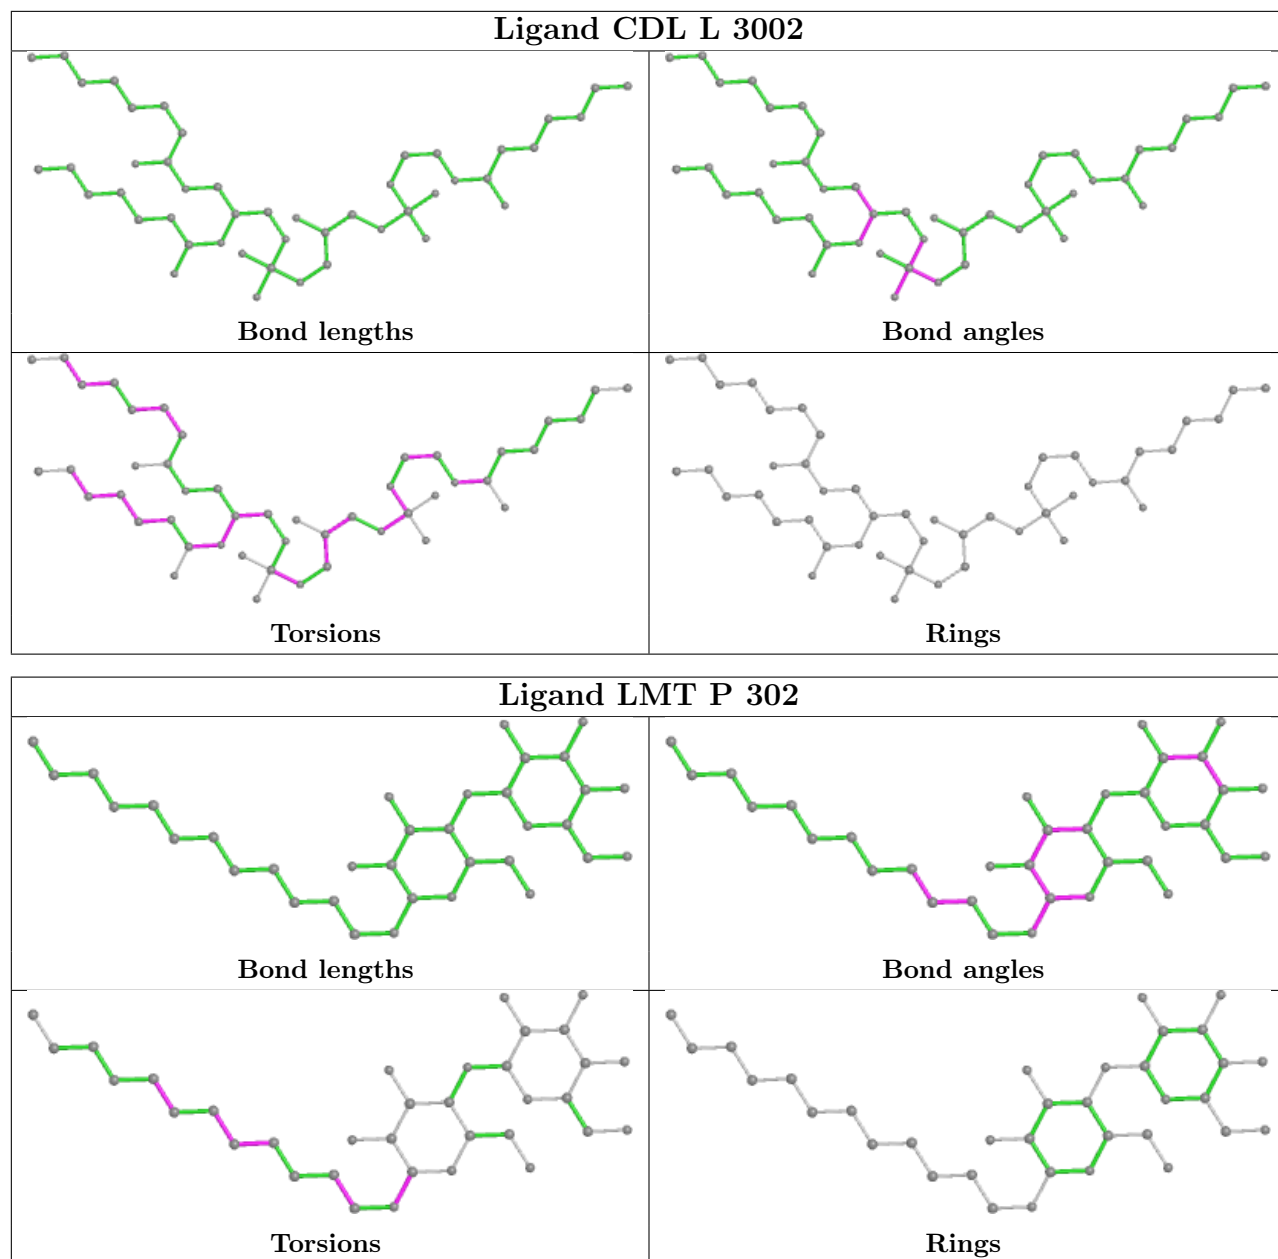 Ligand CDL L 3002
Bond lengths
Bond angles
Torsions
Rings
Ligand LMT P 302
Bond lengths
Bond angles
Torsions
Rings